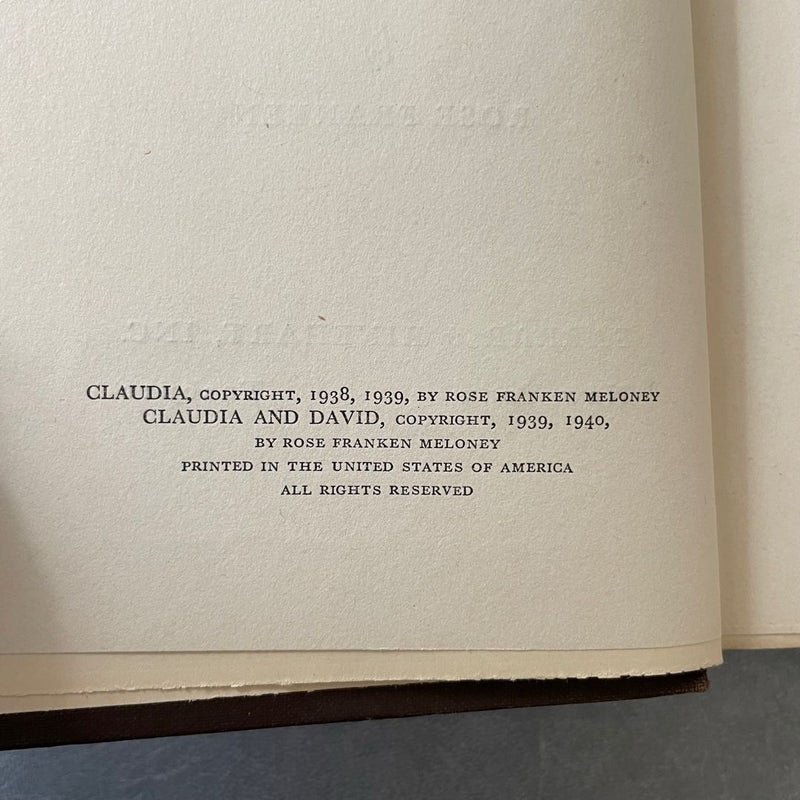 CLAUDIA, COPYRIGHT, 1938, 1939, BY ROSE FRANKEN MELONEY
CLAUDIA AND DAVID, COPYRIGHT, 1939, 1940,
BY ROSE FRANKEN MELONEY
PRINTED IN THE UNITED STATES OF AMERICA
ALL RIGHTS RESERVED